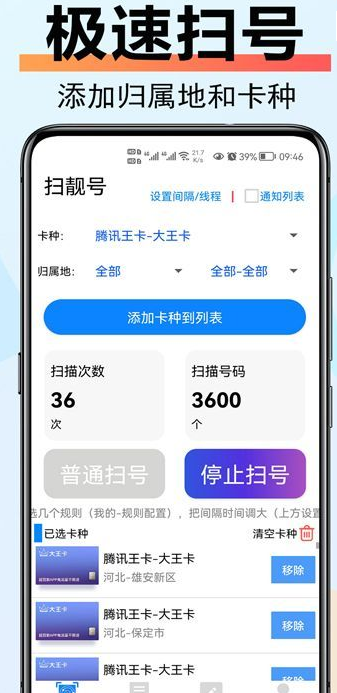 极速扫号
添加归属地和卡种
HD 1 HD 2 4G 4G 21.7 K/s 39% 09:46
扫靓号
设置间隔/线程 | 通知列表
卡种： 腾讯王卡-大王卡
归属地： 全部 全部-全部
添加卡种到列表
扫描次数 扫描号码
36 3600
次 个
普通扫号 停止扫号
选几个规则（我的-规则配置），把间隔时间调大（上方设置
已选卡种 清空卡种
大王卡
腾讯王卡-大王卡
河北-雄安新区
移除
大王卡
腾讯王卡-大王卡
河北-保定市
移除
大王卡
腾讯王卡-大王卡